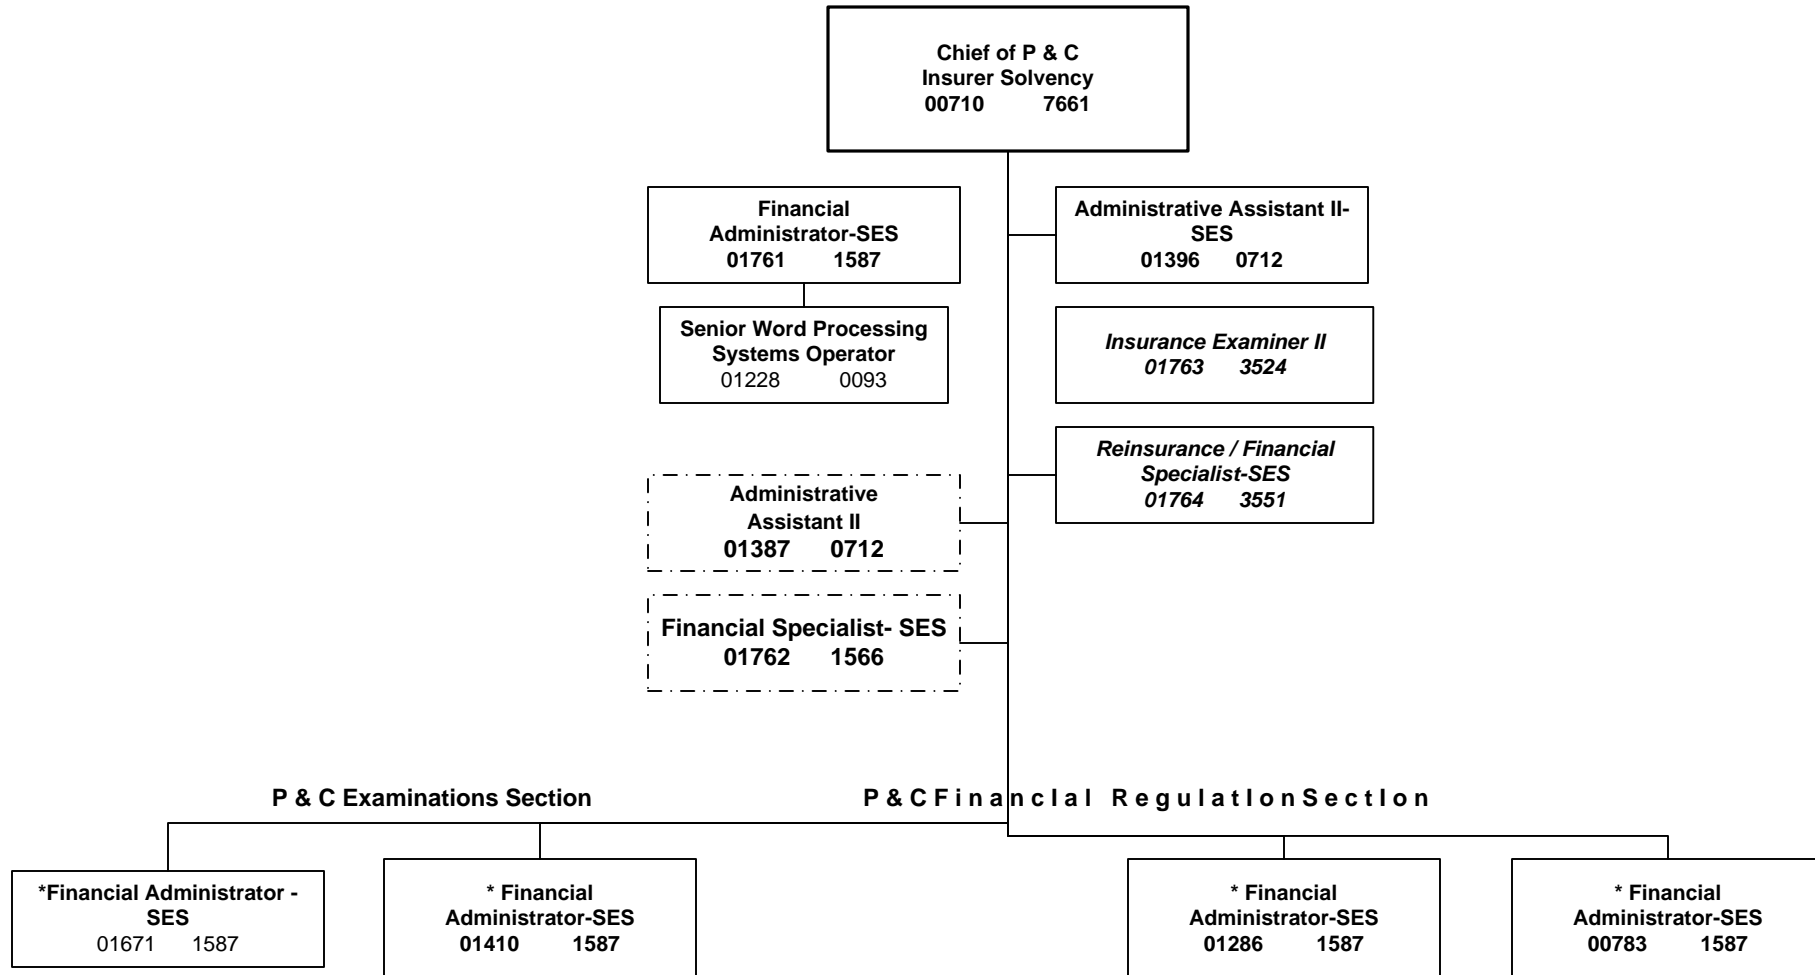 Chief of P & C
Insurer Solvency
00710 7661
Financial
Administrator-SES
01761 1587
Administrative Assistant II-
SES
01396 0712
Senior Word Processing
Systems Operator
01228 0093
Insurance Examiner II
01763 3524
Reinsurance / Financial
Specialist-SES
01764 3551
Administrative
Assistant II
01387 0712
Financial Specialist- SES
01762 1566
P & C Examinations Section
P & C Financial Regulation Section
*Financial Administrator -
SES
01671 1587
* Financial
Administrator-SES
01410 1587
* Financial
Administrator-SES
01286 1587
* Financial
Administrator-SES
00783 1587